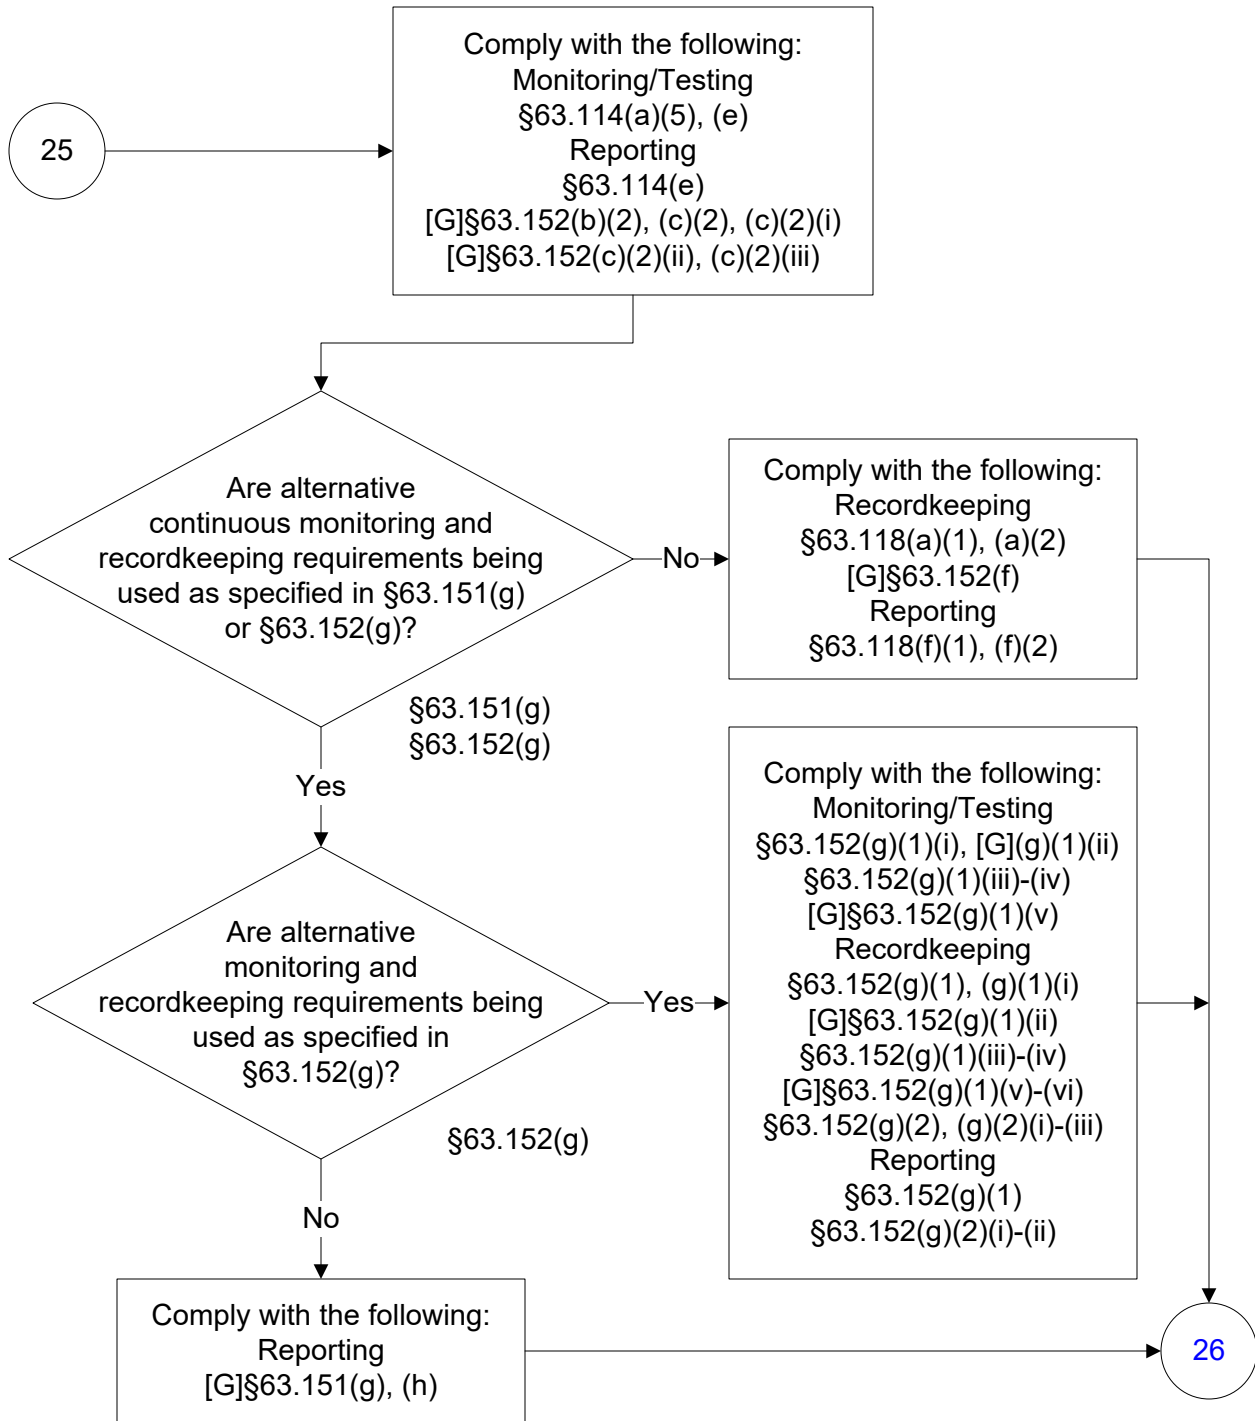 Comply with the following:
Monitoring/Testing
§63.114(a)(5), (e)
Reporting
§63.114(e)
[G]§63.152(b)(2), (c)(2), (c)(2)(i)
[G]§63.152(c)(2)(ii), (c)(2)(iii)
25
Are alternative
continuous monitoring and
recordkeeping requirements being
used as specified in §63.151(g)
or §63.152(g)?
No
Comply with the following:
Recordkeeping
§63.118(a)(1), (a)(2)
[G]§63.152(f)
Reporting
§63.118(f)(1), (f)(2)
§63.151(g)
§63.152(g)
Yes
Are alternative
monitoring and
recordkeeping requirements being
used as specified in
§63.152(g)?
Yes
Comply with the following:
Monitoring/Testing
§63.152(g)(1)(i), [G](g)(1)(ii)
§63.152(g)(1)(iii)-(iv)
[G]§63.152(g)(1)(v)
Recordkeeping
§63.152(g)(1), (g)(1)(i)
[G]§63.152(g)(1)(ii)
§63.152(g)(1)(iii)-(iv)
[G]§63.152(g)(1)(v)-(vi)
§63.152(g)(2), (g)(2)(i)-(iii)
Reporting
§63.152(g)(1)
§63.152(g)(2)(i)-(ii)
§63.152(g)
No
Comply with the following:
Reporting
[G]§63.151(g), (h)
26